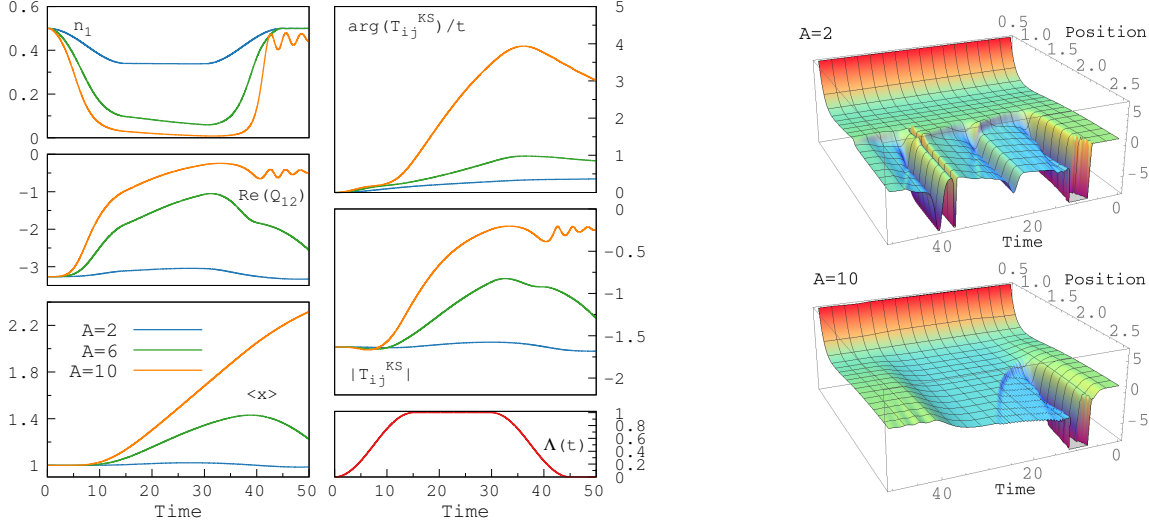 0.6
0.4
0.2
0
n1
0
-1
-2
-3
Re(Q12)
2.2
1.8
1.4
1
A=2
A=6
A=10
<x>
0 10 20 30 40 50
Time
arg(TijKS)/t
5
4
3
2
1
0
0
-0.5
-1
-1.5
-2
|TijKS|
1
0.8
0.6
0.4
0.2
0
Λ(t)
0 10 20 30 40 50
Time
A=2
0.5
1.0
1.5
2.0
2.5
Position
5
0
-5
40
20
0
Time
A=10
0.5
1.0
1.5
2.0
2.5
Position
5
0
-5
40
20
0
Time